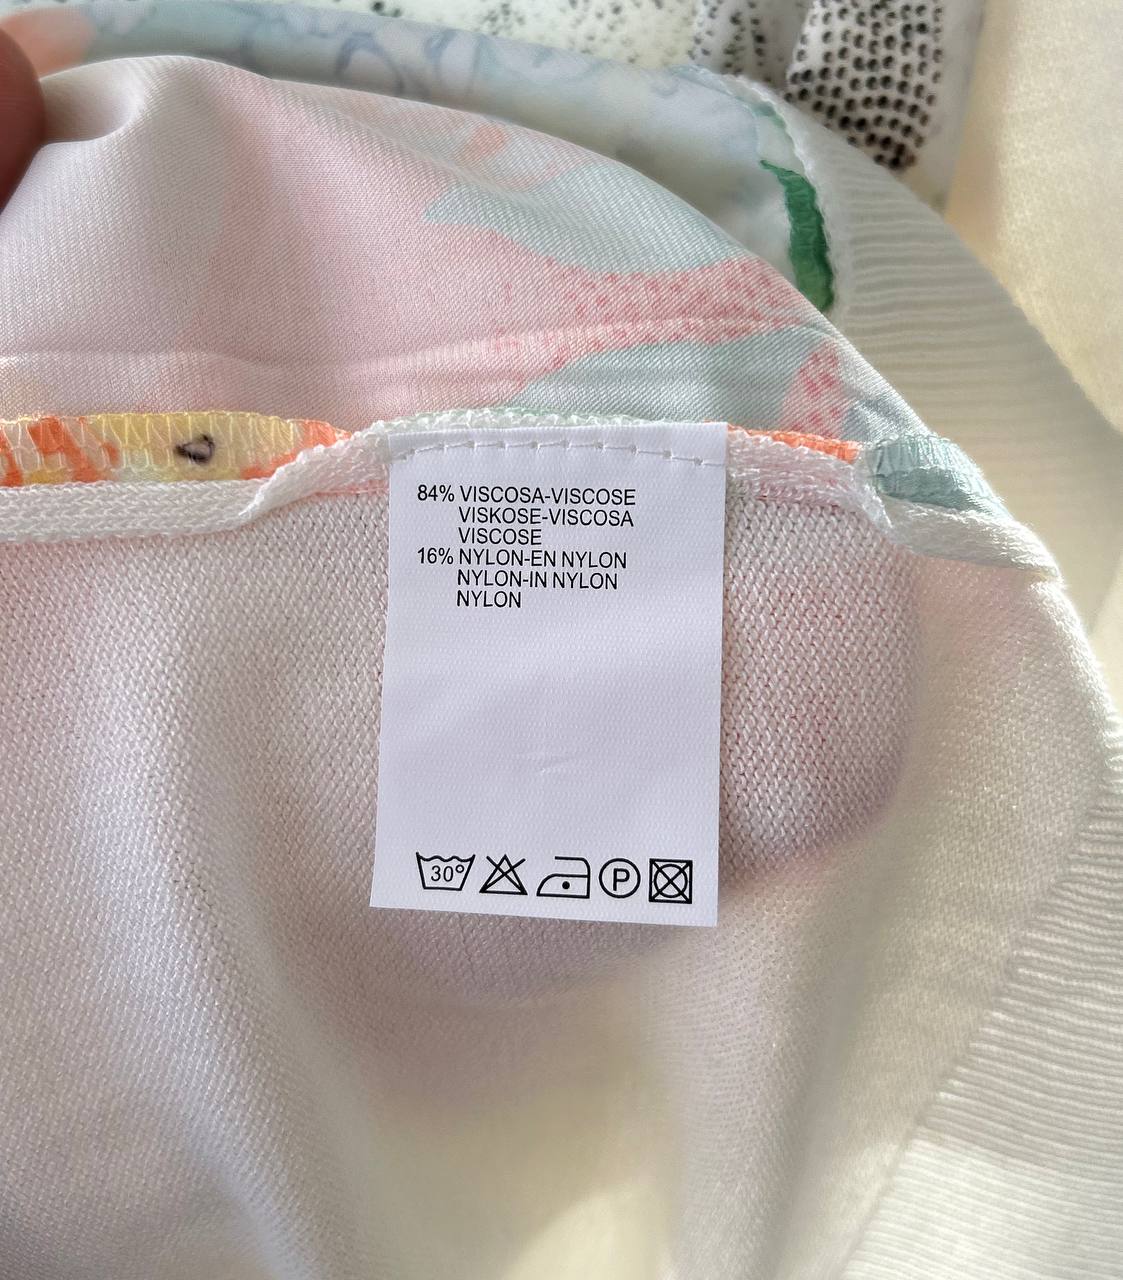 84% VISCOSA-VISCOSE
VISKOSE-VISCOSA
VISCOSE
16% NYLON-EN NYLON
NYLON-IN NYLON
NYLON
30° P